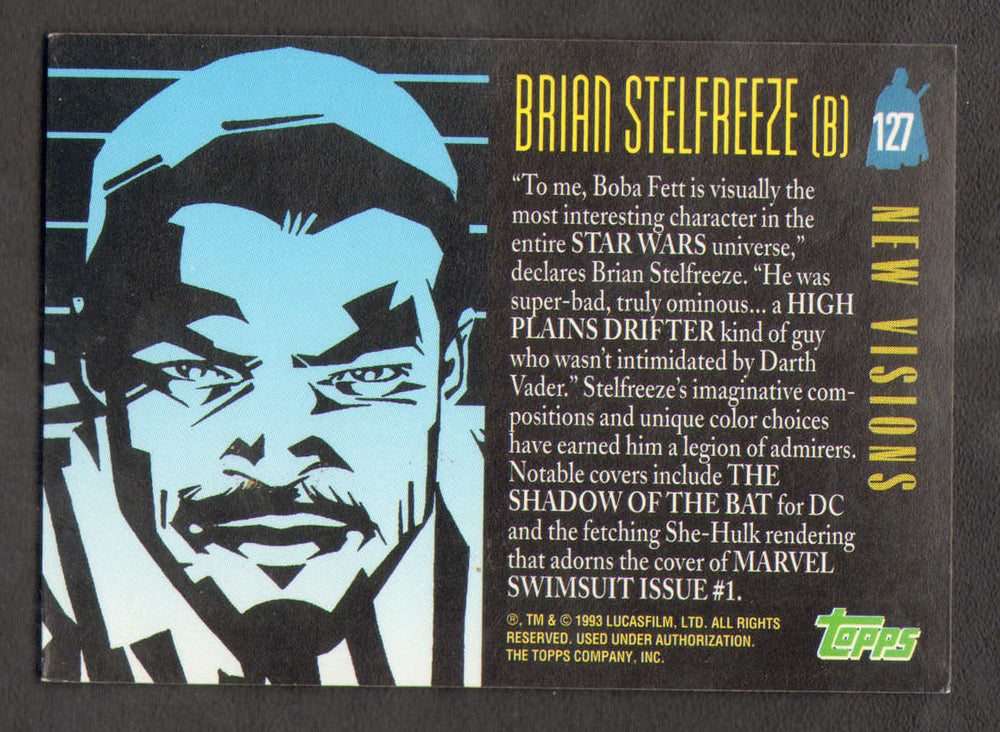 BRIAN STELFREEZE (B)
127
NEW VISIONS
“To me, Boba Fett is visually the
most interesting character in the
entire STAR WARS universe,”
declares Brian Stelfreeze. “He was
super-bad, truly ominous... a HIGH
PLAINS DRIFTER kind of guy
who wasn’t intimidated by Darth
Vader.” Stelfreeze’s imaginative com-
positions and unique color choices
have earned him a legion of admirers.
Notable covers include THE
SHADOW OF THE BAT for DC
and the fetching She-Hulk rendering
that adorns the cover of MARVEL
SWIMSUIT ISSUE #1.
®, TM & © 1993 LUCASFILM, LTD. ALL RIGHTS
RESERVED. USED UNDER AUTHORIZATION.
THE TOPPS COMPANY, INC.
topps